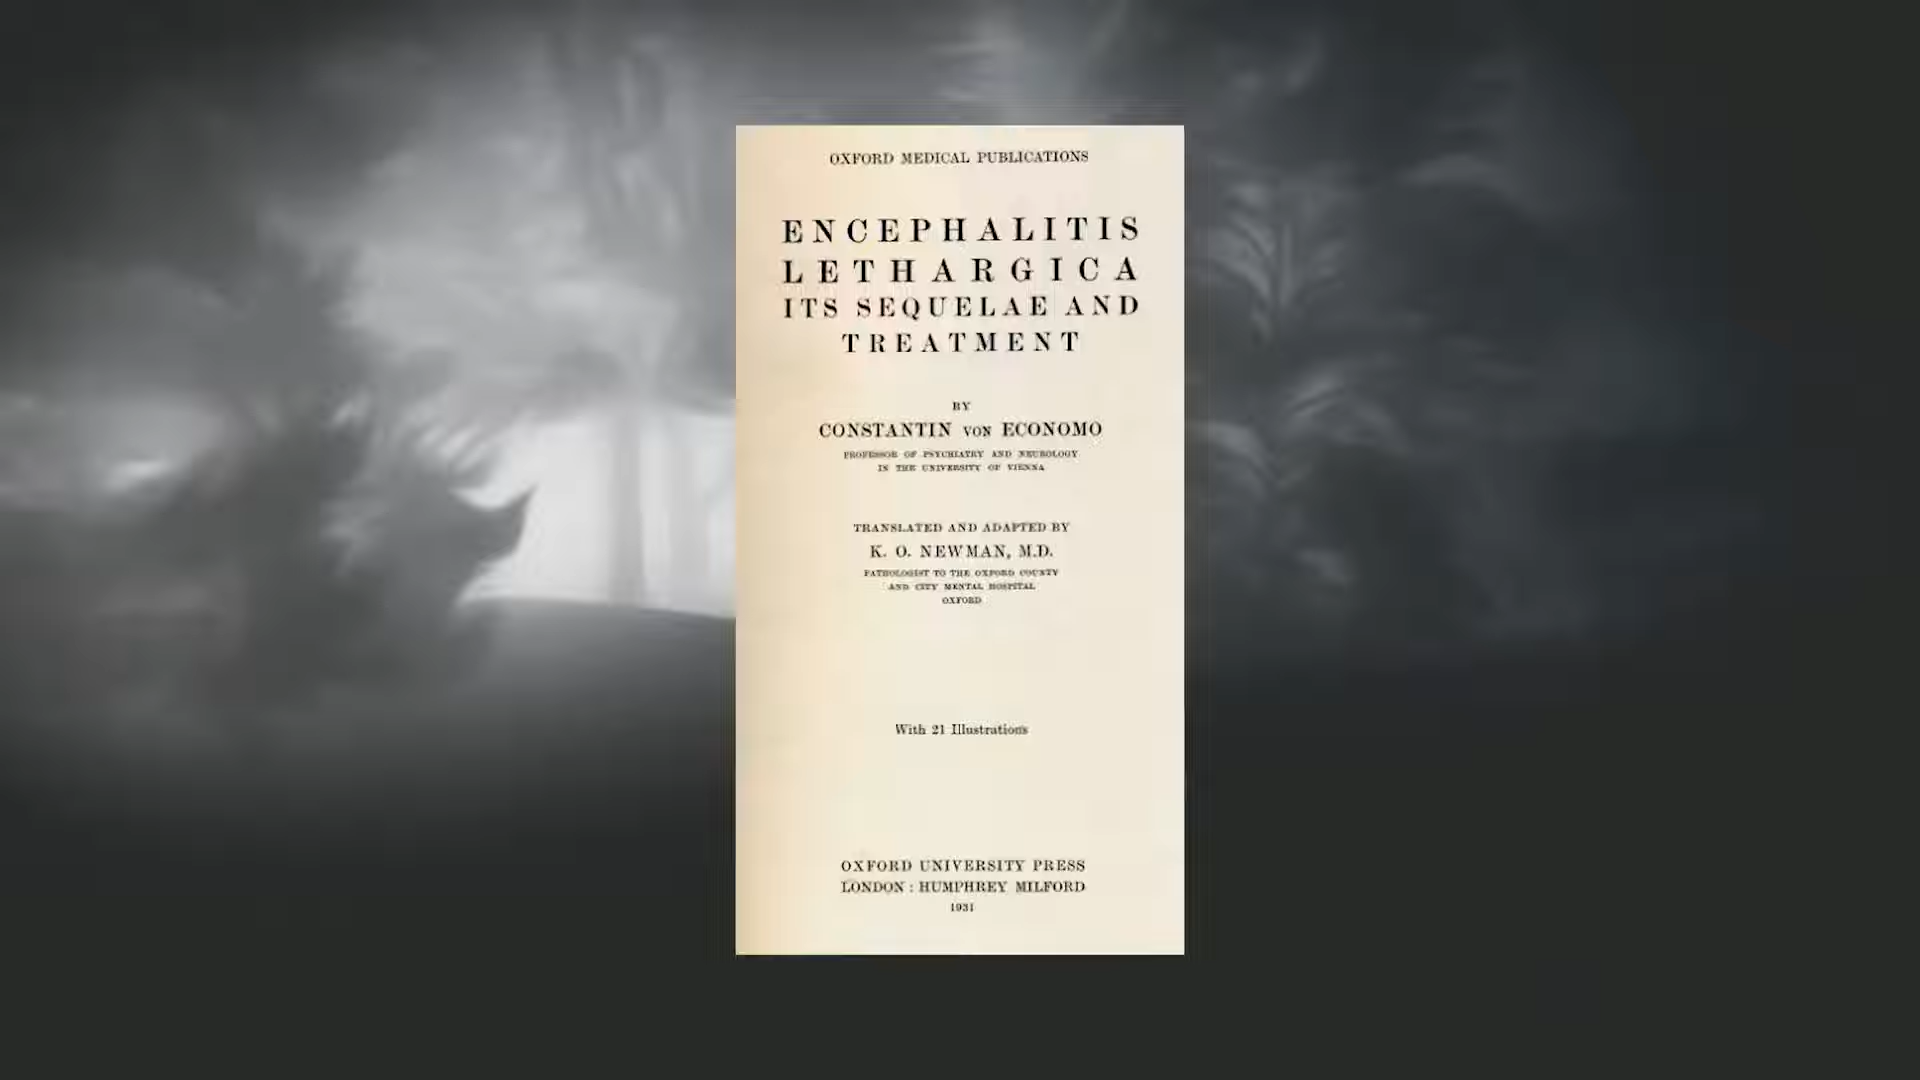 OXFORD MEDICAL PUBLICATIONS
ENCEPHALITIS
LETHARGICA
ITS SEQUELAE AND
TREATMENT
BY
CONSTANTIN VON ECONOMO
PROFESSOR OF PSYCHIATRY AND NEUROLOGY
IN THE UNIVERSITY OF VIENNA
TRANSLATED AND ADAPTED BY
K. O. NEWMAN, M.D.
PATHOLOGIST TO THE OXFORD COUNTY
AND CITY MENTAL HOSPITAL
OXFORD
With 21 Illustrations
OXFORD UNIVERSITY PRESS
LONDON : HUMPHREY MILFORD
1931